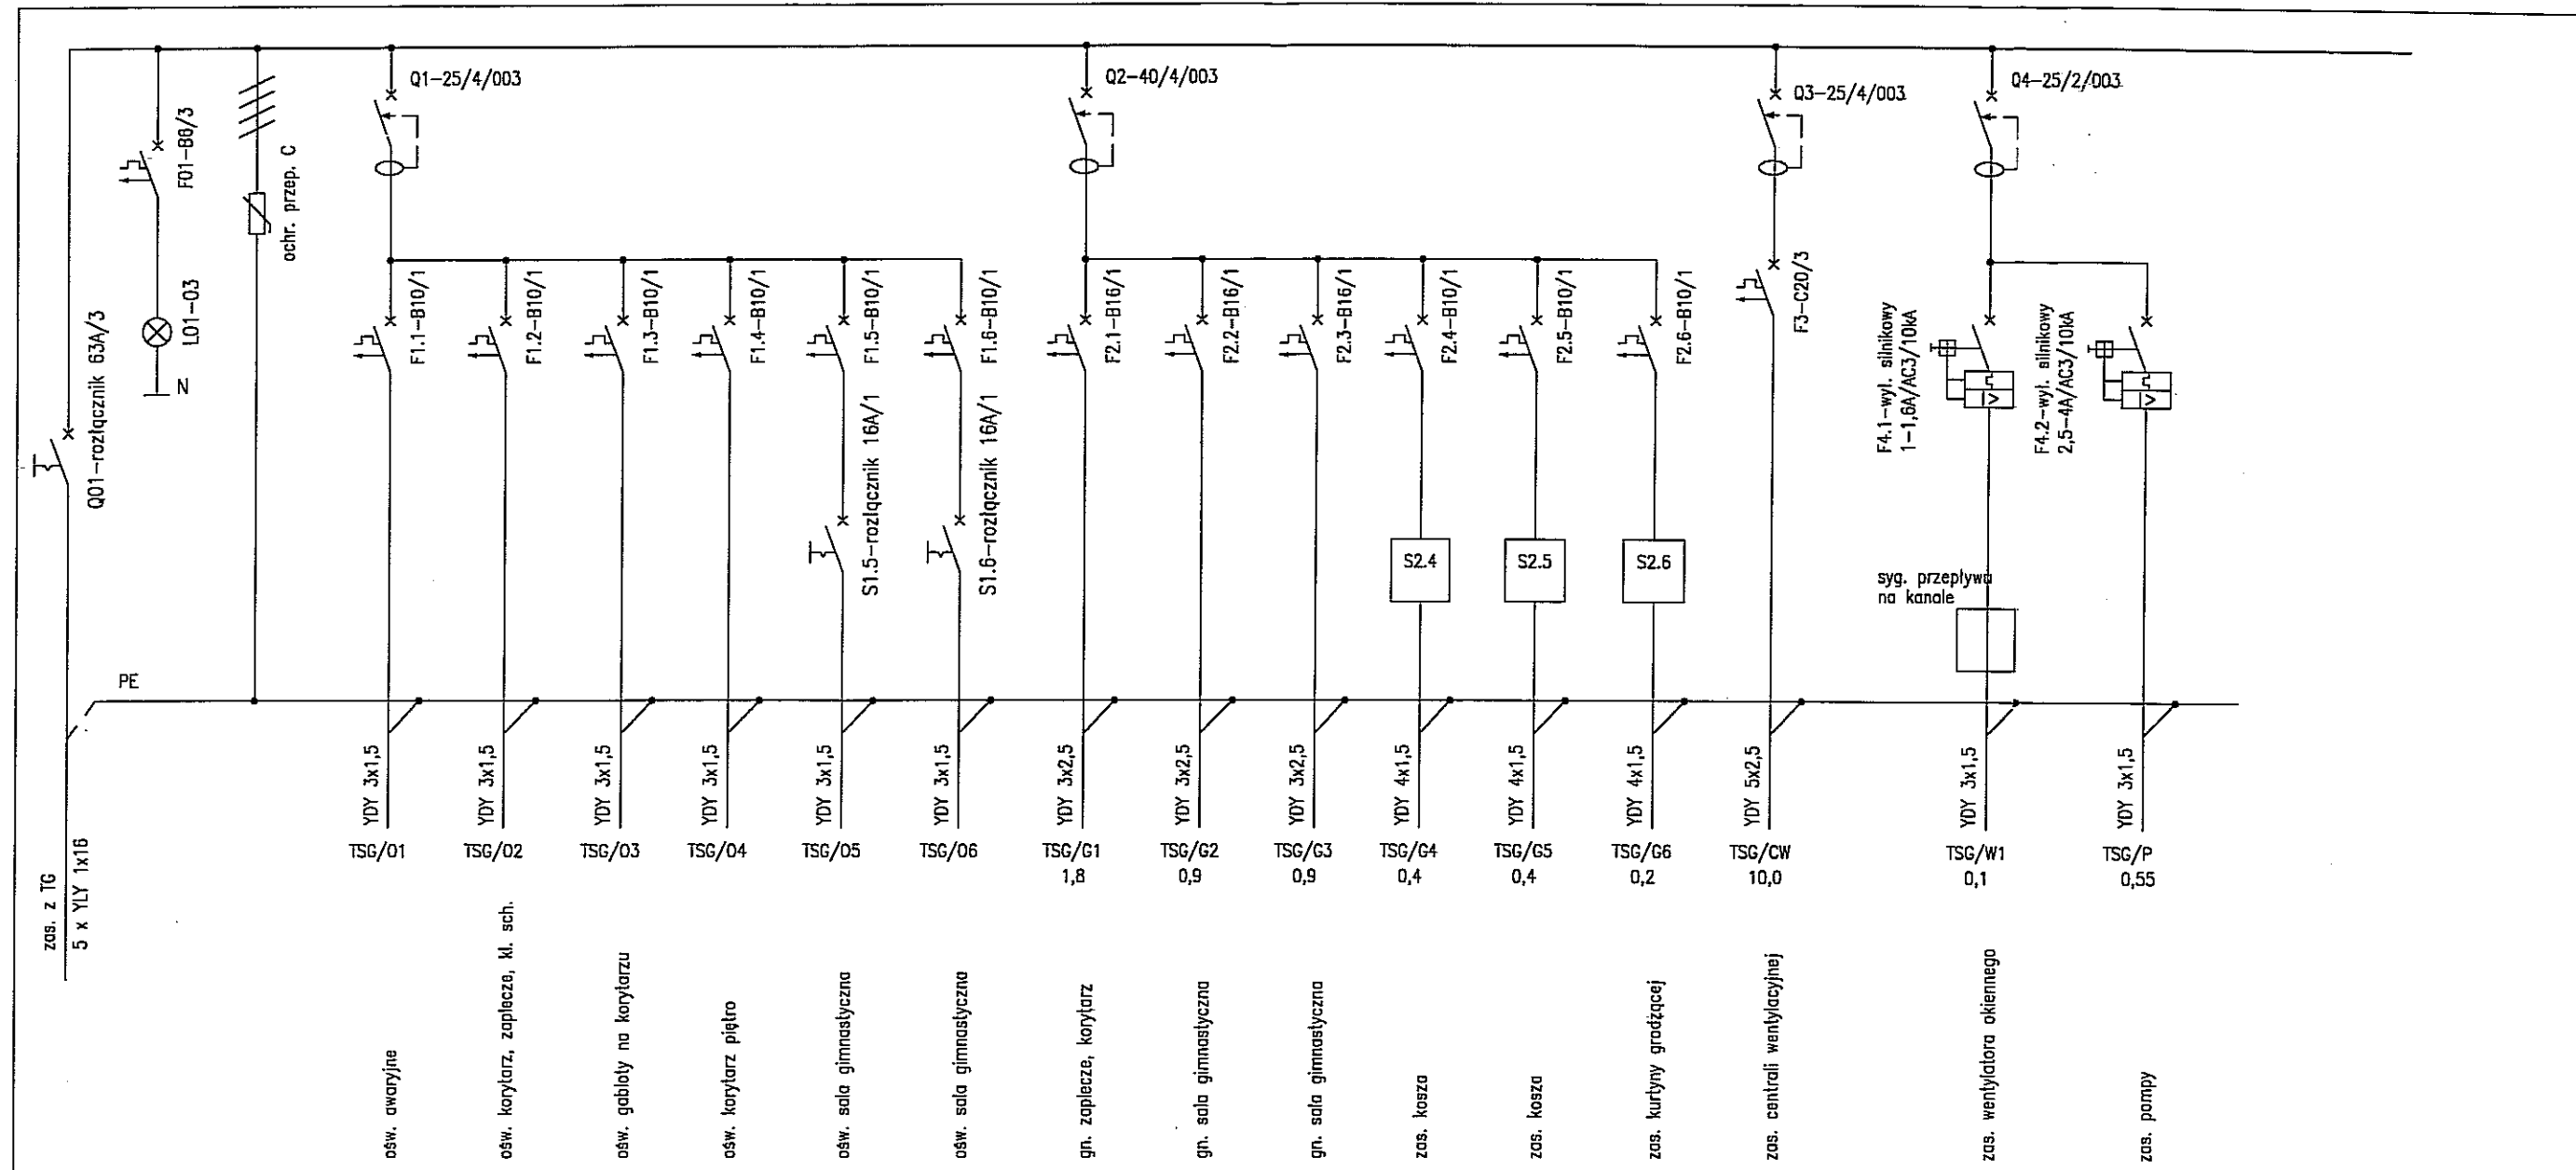 Q1-25/4/003
Q2-40/4/003
Q3-25/4/003
Q4-25/2/003
F01-B6/3
ochr. przep. C
L01-03
N
Q01-rozłącznik 63A/3
F1.1-B10/1
F1.2-B10/1
F1.3-B10/1
F1.4-B10/1
F1.5-B10/1
F1.6-B10/1
F2.1-B16/1
F2.2-B16/1
F2.3-B16/1
F2.4-B10/1
F2.5-B10/1
F2.6-B10/1
F3-C20/3
F4.1-wył. silnikowy
1-1,6A/AC3/10kA
F4.2-wył. silnikowy
2,5-4A/AC3/10kA
S1.5-rozłącznik 16A/1
S1.6-rozłącznik 16A/1
S2.4
S2.5
S2.6
syg. przepływu
na kanale
PE
YDY 3x1,5
YDY 3x1,5
YDY 3x1,5
YDY 3x1,5
YDY 3x1,5
YDY 3x1,5
YDY 3x2,5
YDY 3x2,5
YDY 3x2,5
YDY 4x1,5
YDY 4x1,5
YDY 4x1,5
YDY 5x2,5
YDY 3x1,5
YDY 3x1,5
zas. z TG
5 x YLY 1x16
TSG/O1
TSG/O2
TSG/O3
TSG/O4
TSG/O5
TSG/O6
TSG/G1
1,8
TSG/G2
0,9
TSG/G3
0,9
TSG/G4
0,4
TSG/G5
0,4
TSG/G6
0,2
TSG/CW
10,0
TSG/W1
0,1
TSG/P
0,55
ośw. awaryjne
ośw. korytarz, zaplecze, kl. sch.
ośw. gabloty na korytarzu
ośw. korytarz piętro
ośw. sala gimnastyczna
ośw. sala gimnastyczna
gn. zaplecze, korytarz
gn. sala gimnastyczna
gn. sala gimnastyczna
zas. kosza
zas. kosza
zas. kurtyny gradzącej
zas. centrali wentylacyjnej
zas. wentylatora okiennego
zas. pompy